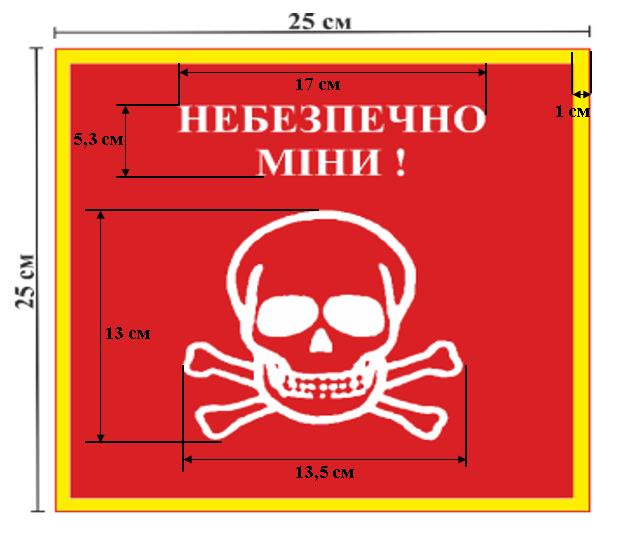 25 см
17 см
1 см
НЕБЕЗПЕЧНО
5,3 см
МІНИ !
25 см
13 см
13,5 см